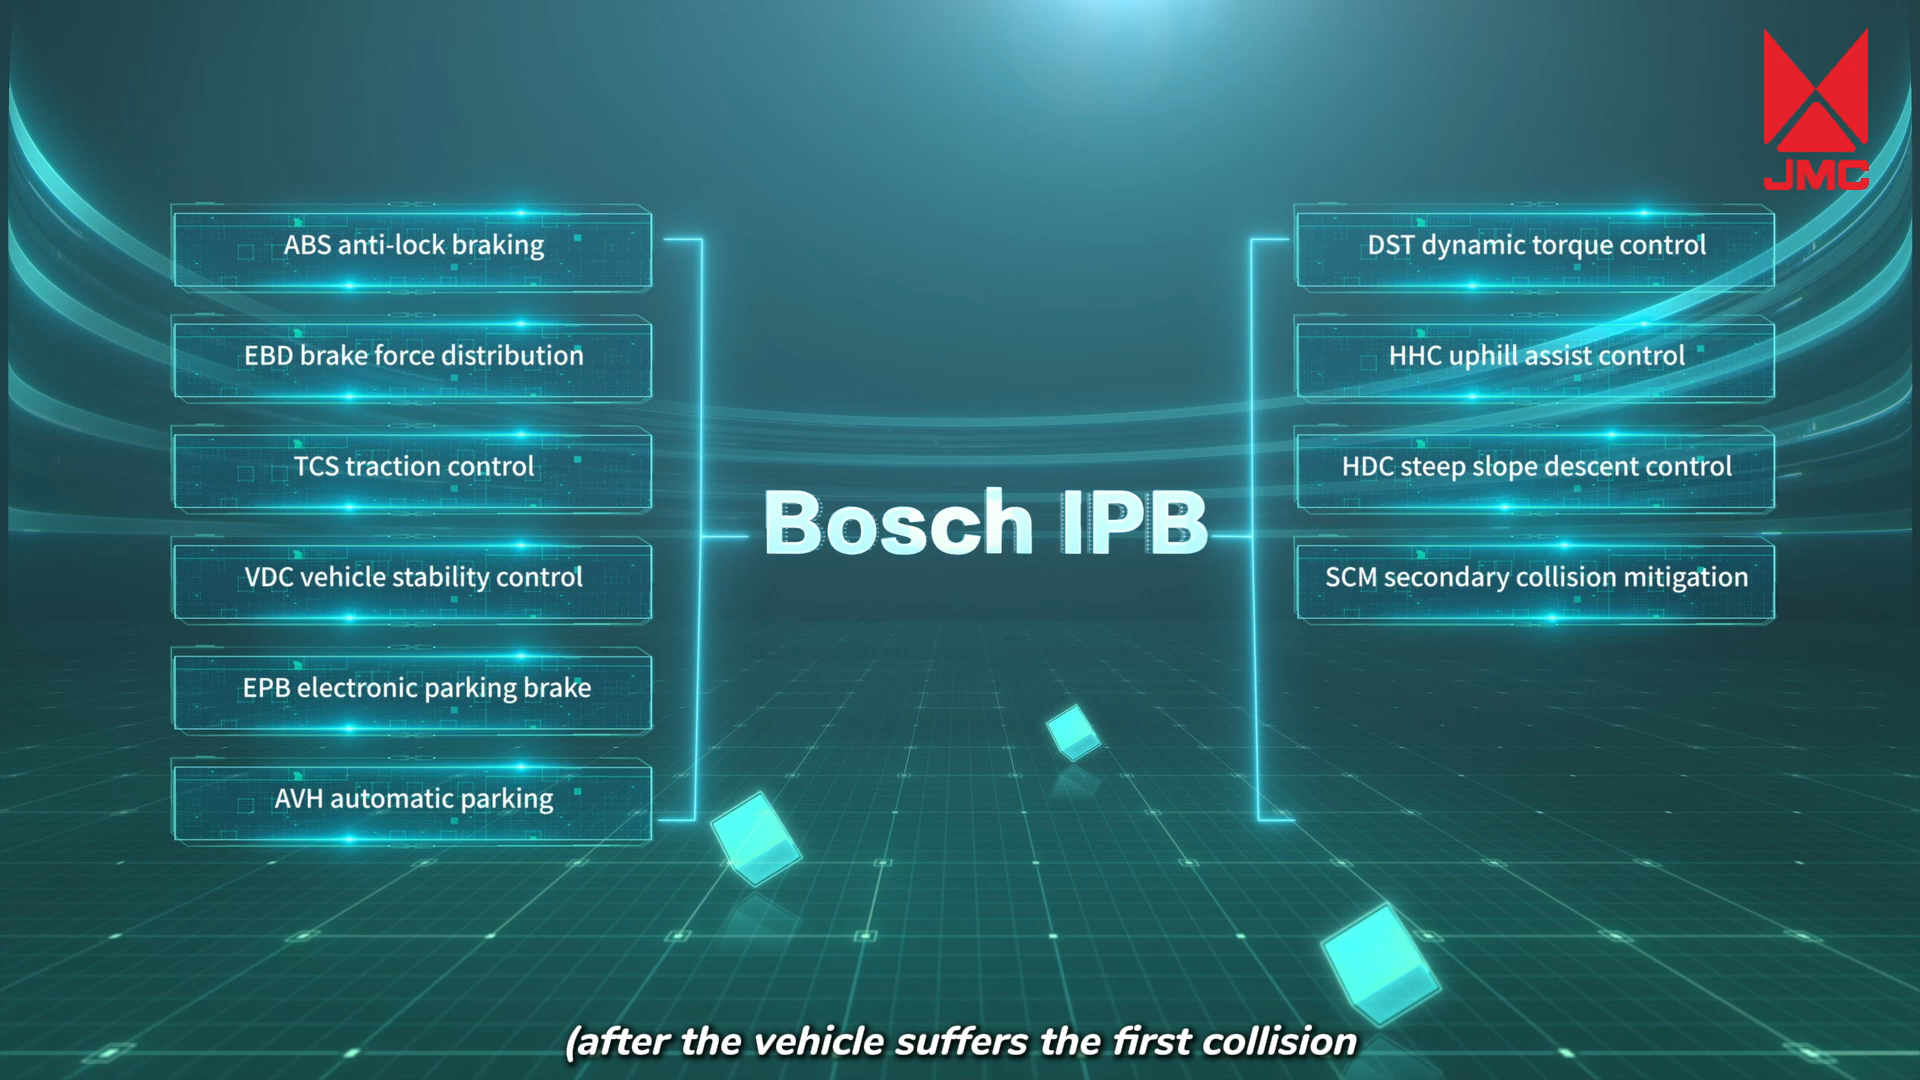 JMC
ABS anti-lock braking
EBD brake force distribution
TCS traction control
VDC vehicle stability control
EPB electronic parking brake
AVH automatic parking
Bosch IPB
DST dynamic torque control
HHC uphill assist control
HDC steep slope descent control
SCM secondary collision mitigation
(after the vehicle suffers the first collision